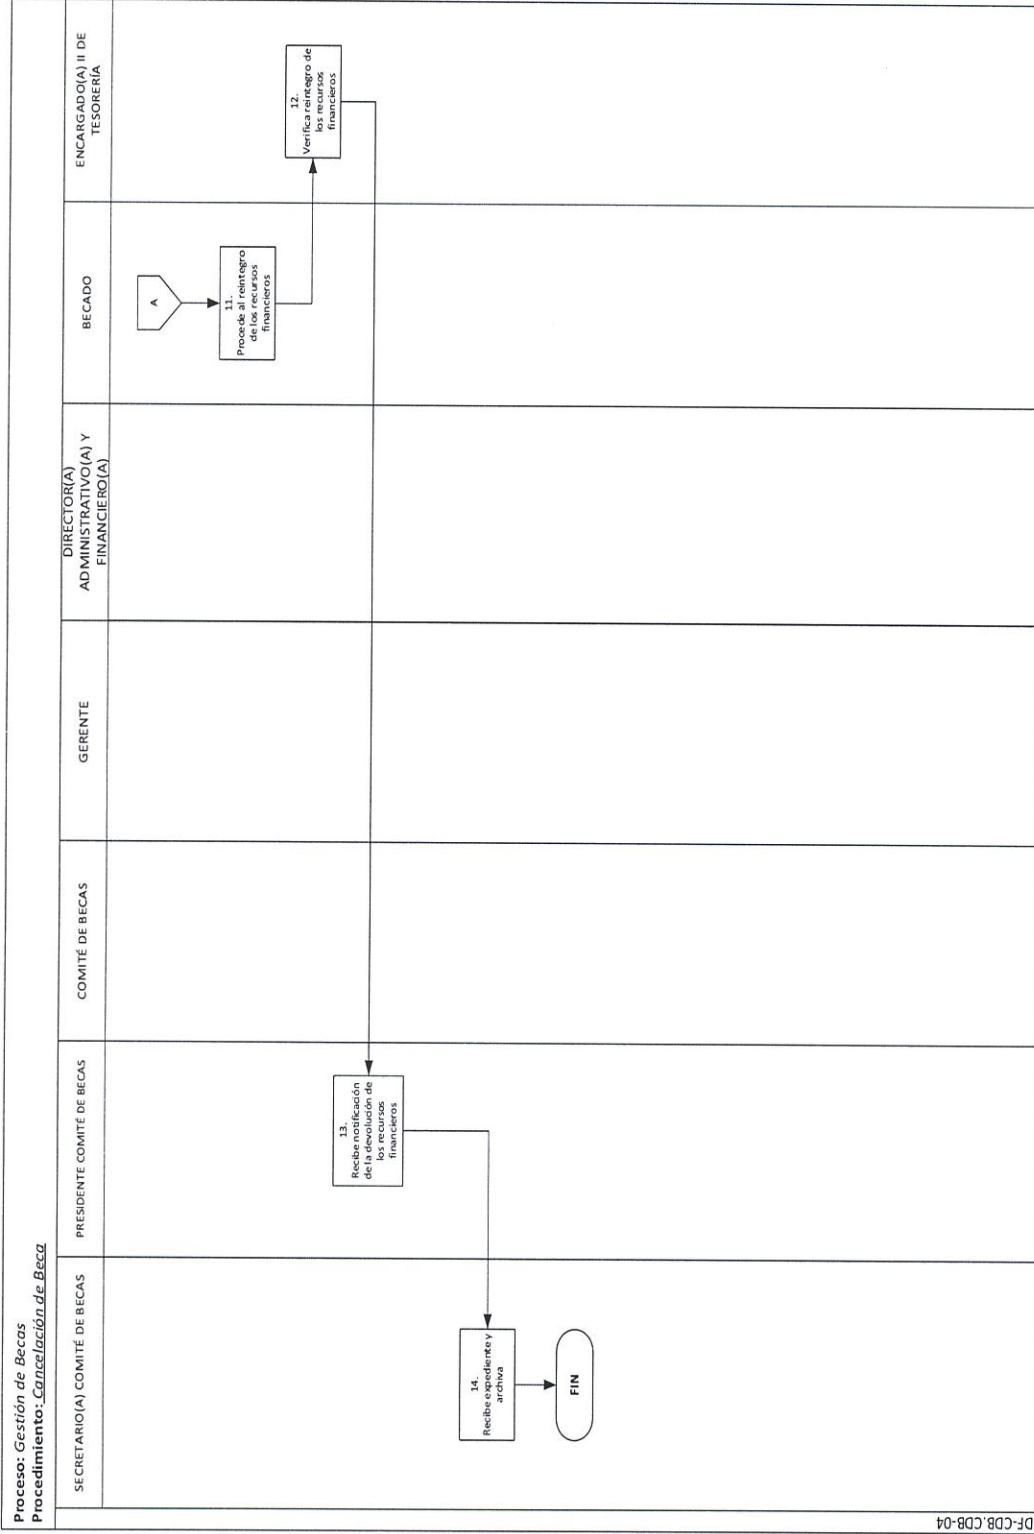 Proceso: Gestión de Becas
Procedimiento: Cancelación de Beca
SECRETARIO(A) COMITÉ DE BECAS
PRESIDENTE COMITÉ DE BECAS
COMITÉ DE BECAS
GERENTE
DIRECTOR(A)
ADMINISTRATIVO(A) Y
FINANCIERO(A)
BECADO
ENCARGADO(A) II DE
TESORERÍA
A
11.
Procede al reintegro
de los recursos
financieros
12.
Verifica reintegro de
los recursos
financieros
13.
Recibe notificación
de la devolución de
los recursos
financieros
14.
Recibe expediente y
archiva
FIN
DF-CDB.CDB-04